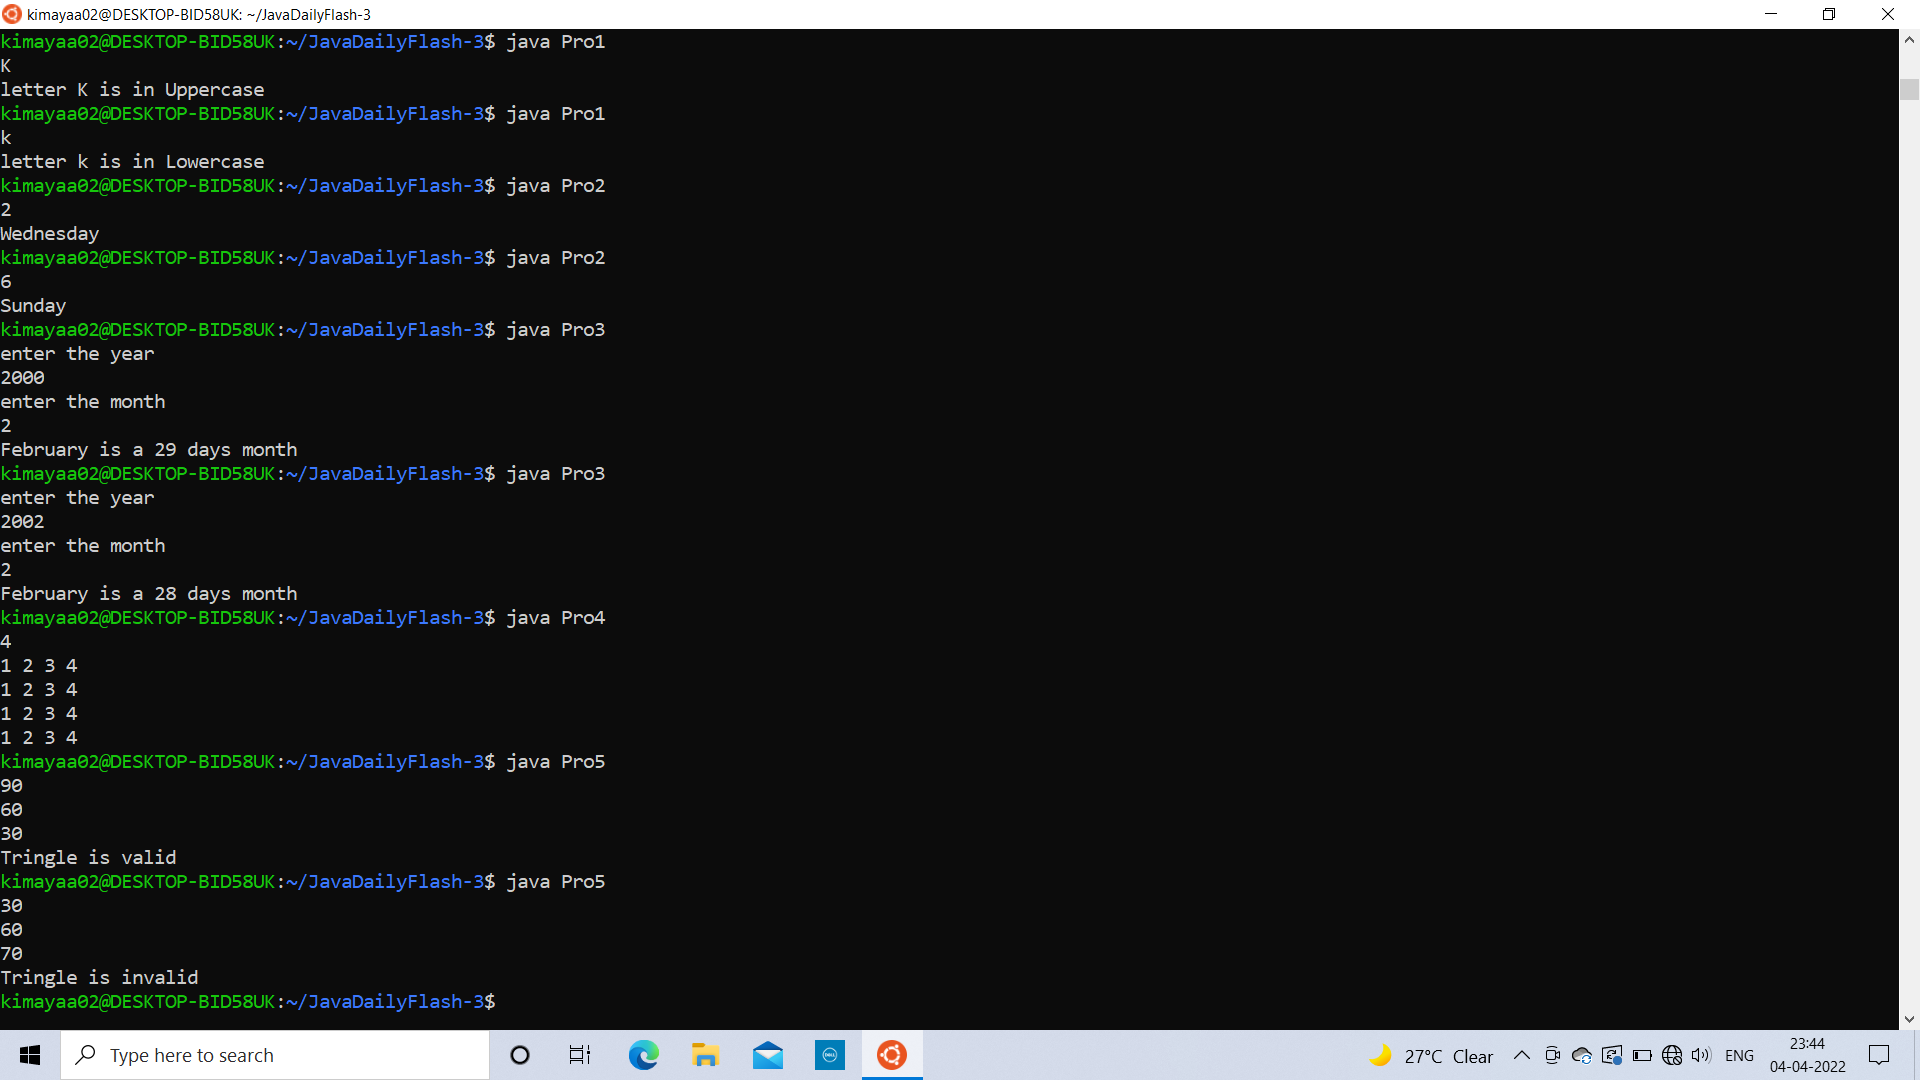 kimayaa02@DESKTOP-BID58UK: ~/JavaDailyFlash-3
kimayaa02@DESKTOP-BID58UK:~/JavaDailyFlash-3$ java Pro1
K
letter K is in Uppercase
kimayaa02@DESKTOP-BID58UK:~/JavaDailyFlash-3$ java Pro1
k
letter k is in Lowercase
kimayaa02@DESKTOP-BID58UK:~/JavaDailyFlash-3$ java Pro2
2
Wednesday
kimayaa02@DESKTOP-BID58UK:~/JavaDailyFlash-3$ java Pro2
6
Sunday
kimayaa02@DESKTOP-BID58UK:~/JavaDailyFlash-3$ java Pro3
enter the year
2000
enter the month
2
February is a 29 days month
kimayaa02@DESKTOP-BID58UK:~/JavaDailyFlash-3$ java Pro3
enter the year
2002
enter the month
2
February is a 28 days month
kimayaa02@DESKTOP-BID58UK:~/JavaDailyFlash-3$ java Pro4
4
1 2 3 4
1 2 3 4
1 2 3 4
1 2 3 4
kimayaa02@DESKTOP-BID58UK:~/JavaDailyFlash-3$ java Pro5
90
60
30
Tringle is valid
kimayaa02@DESKTOP-BID58UK:~/JavaDailyFlash-3$ java Pro5
30
60
70
Tringle is invalid
kimayaa02@DESKTOP-BID58UK:~/JavaDailyFlash-3$
Type here to search
DELL
27°C Clear
ENG
23:44
04-04-2022